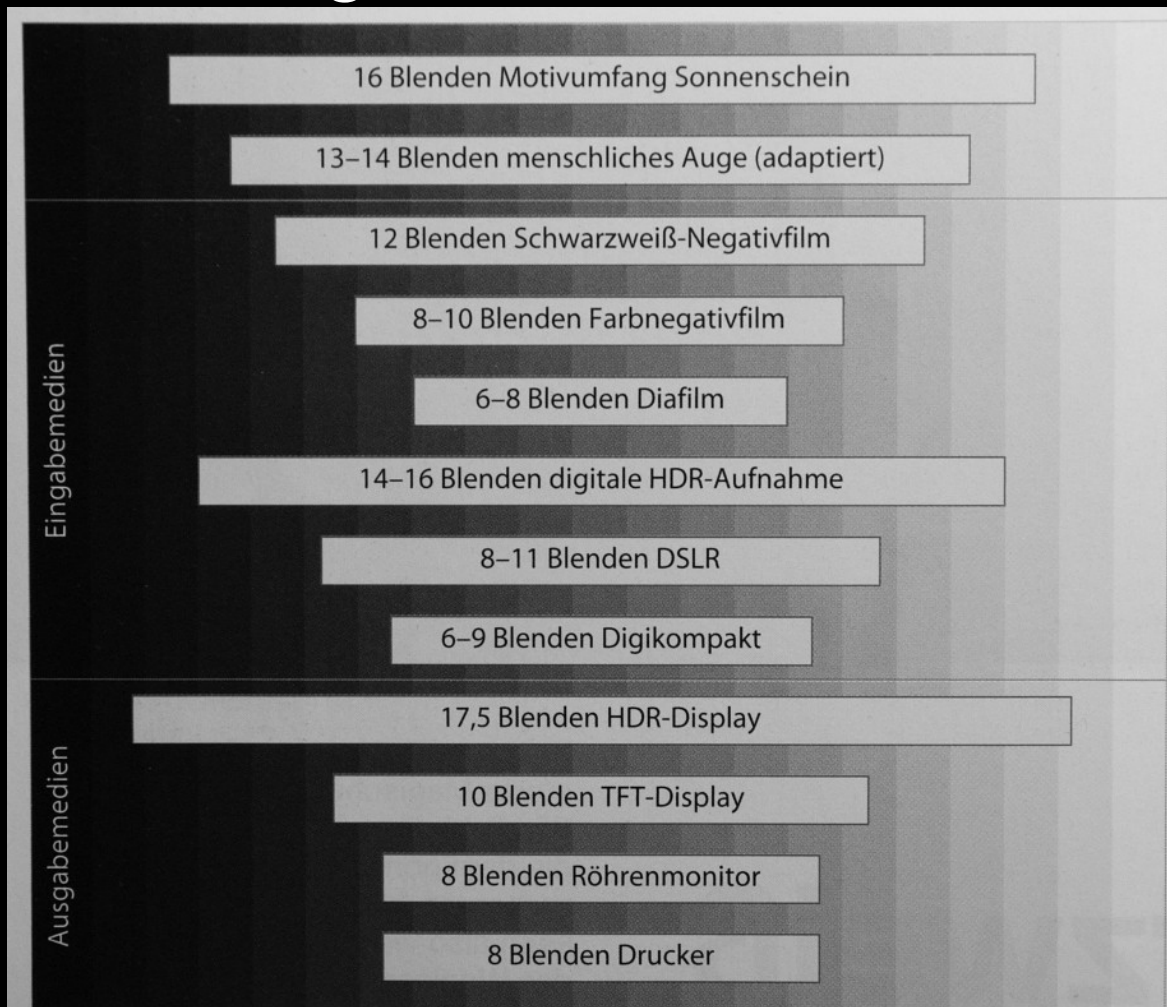 16 Blenden Motivumfang Sonnenschein
13–14 Blenden menschliches Auge (adaptiert)
Eingabemedien
12 Blenden Schwarzweiß-Negativfilm
8–10 Blenden Farbnegativfilm
6–8 Blenden Diafilm
14–16 Blenden digitale HDR-Aufnahme
8–11 Blenden DSLR
6–9 Blenden Digikompakt
Ausgabemedien
17,5 Blenden HDR-Display
10 Blenden TFT-Display
8 Blenden Röhrenmonitor
8 Blenden Drucker